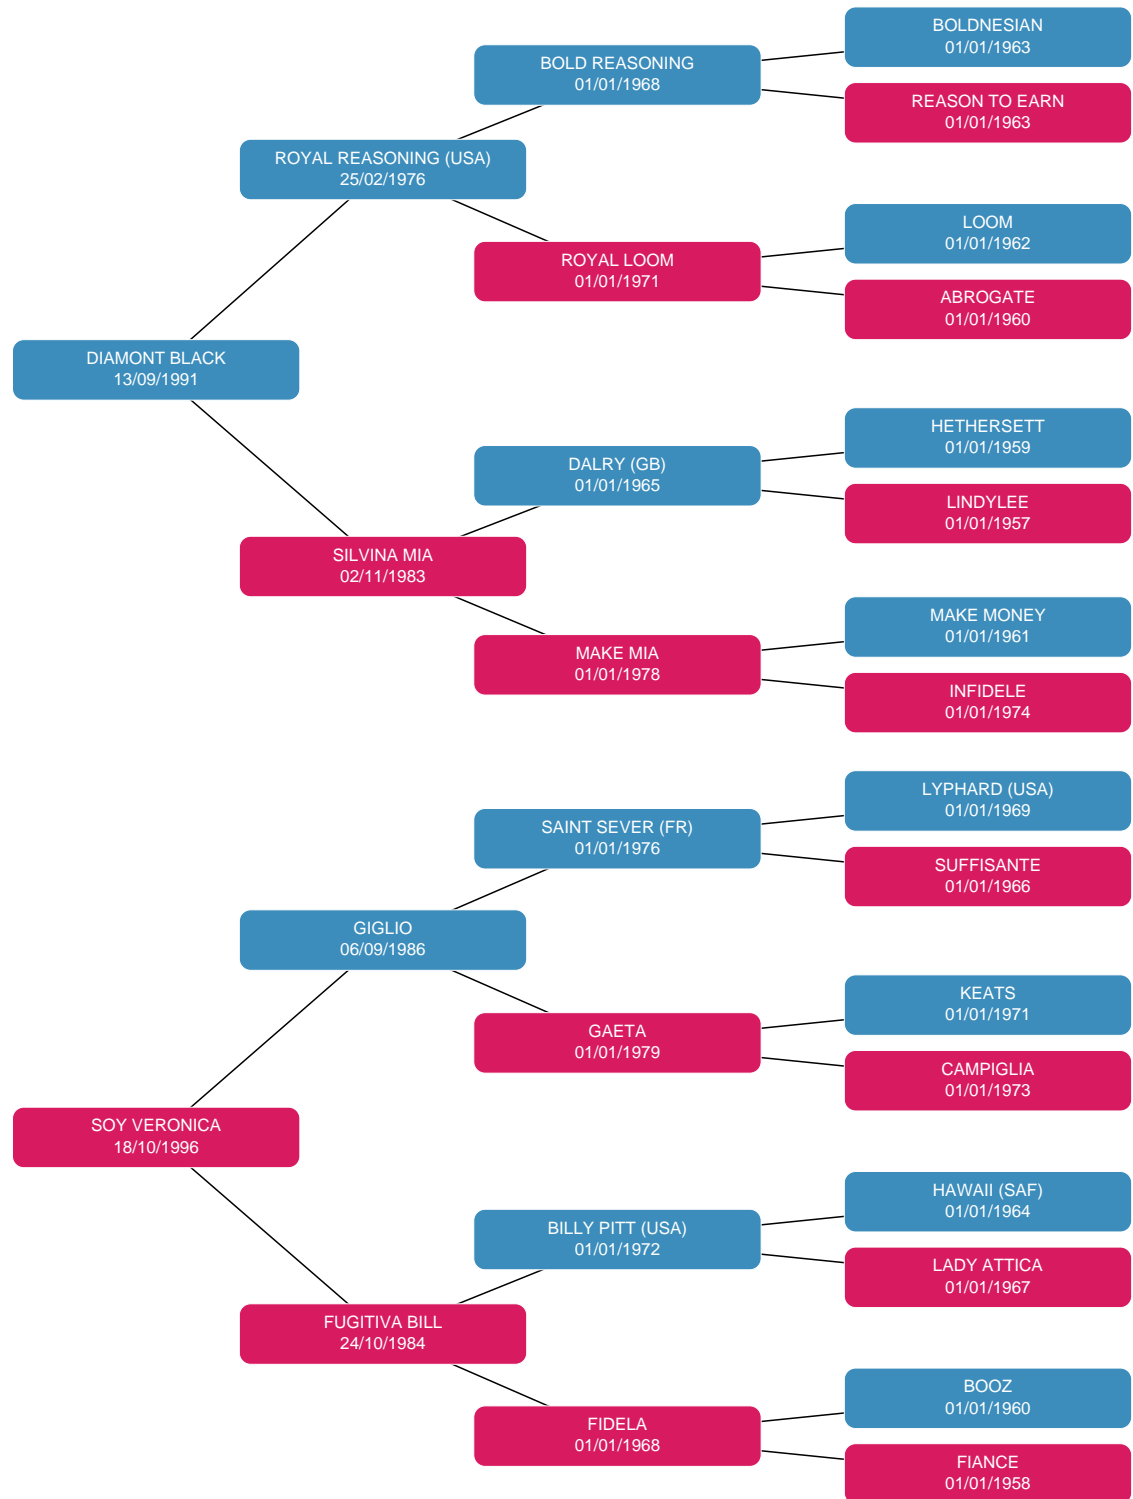 BOLDNESIAN
01/01/1963
BOLD REASONING
01/01/1968
REASON TO EARN
01/01/1963
ROYAL REASONING (USA)
25/02/1976
LOOM
01/01/1962
ROYAL LOOM
01/01/1971
ABROGATE
01/01/1960
DIAMONT BLACK
13/09/1991
HETHERSETT
01/01/1959
DALRY (GB)
01/01/1965
LINDYLEE
01/01/1957
SILVINA MIA
02/11/1983
MAKE MONEY
01/01/1961
MAKE MIA
01/01/1978
INFIDELE
01/01/1974
LYPHARD (USA)
01/01/1969
SAINT SEVER (FR)
01/01/1976
SUFFISANTE
01/01/1966
GIGLIO
06/09/1986
KEATS
01/01/1971
GAETA
01/01/1979
CAMPIGLIA
01/01/1973
SOY VERONICA
18/10/1996
HAWAII (SAF)
01/01/1964
BILLY PITT (USA)
01/01/1972
LADY ATTICA
01/01/1967
FUGITIVA BILL
24/10/1984
BOOZ
01/01/1960
FIDELA
01/01/1968
FIANCE
01/01/1958